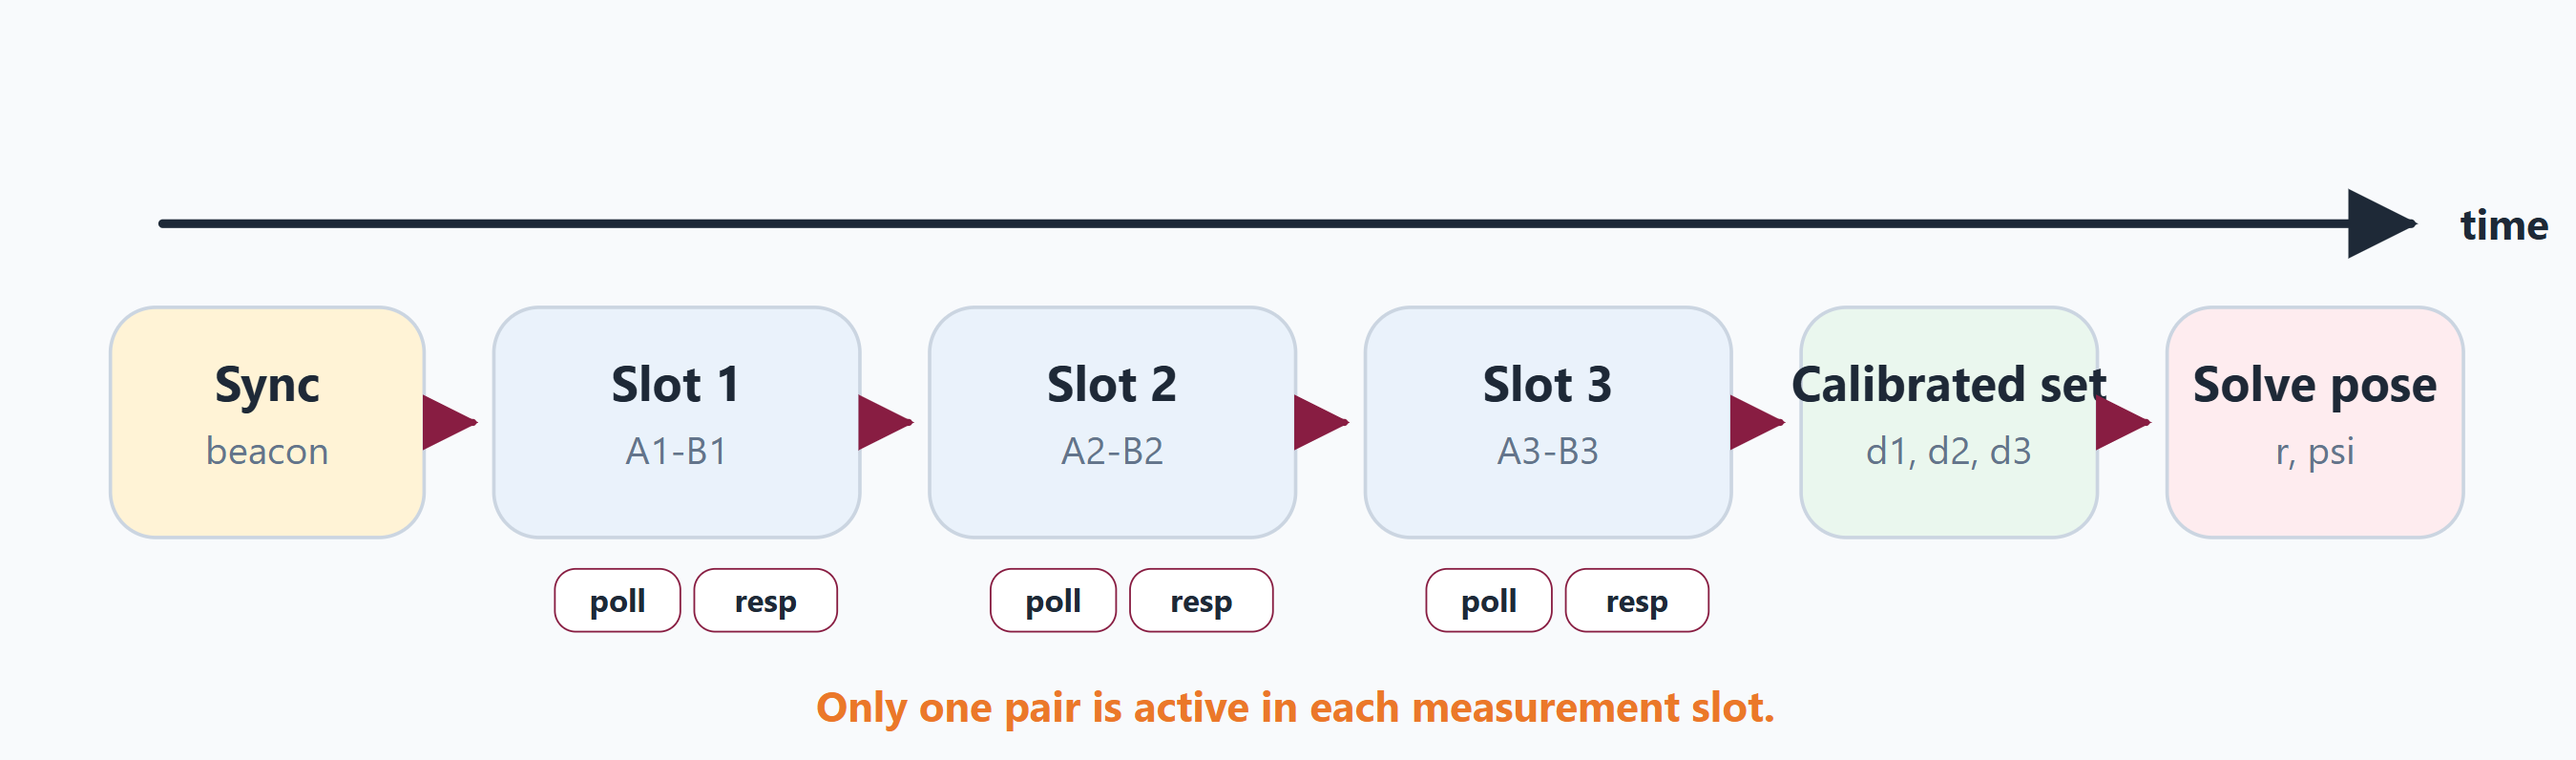 time
Sync
beacon
Slot 1
A1-B1
Slot 2
A2-B2
Slot 3
A3-B3
Calibrated set
d1, d2, d3
Solve pose
r, psi
poll
resp
poll
resp
poll
resp
Only one pair is active in each measurement slot.